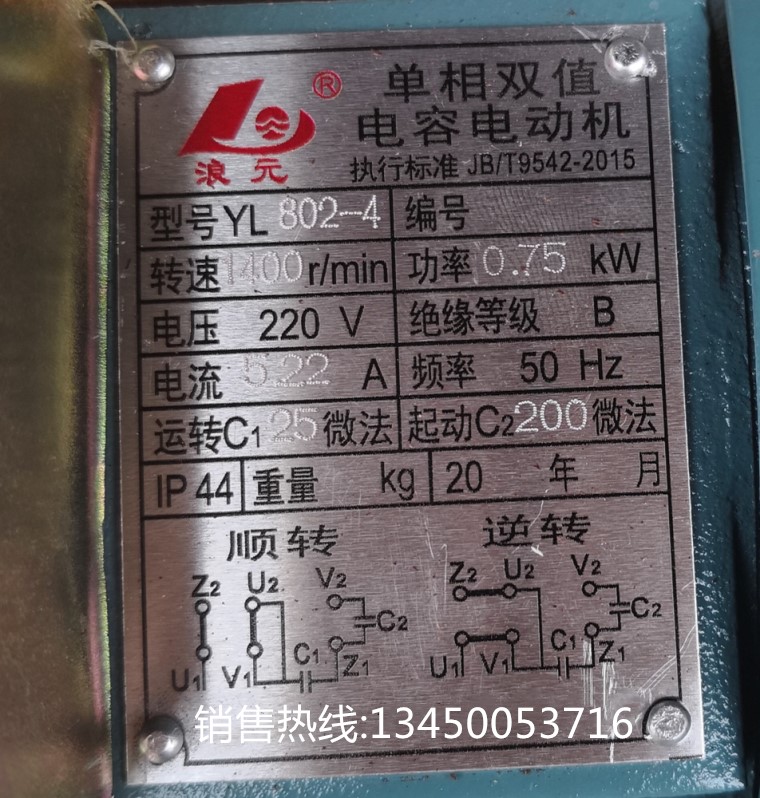 ®
浪元
单相双值
电容电动机
执行标准 JB/T9542-2015
型号YL 802-4 编号
转速1400r/min 功率 0.75 kW
电压 220 V 绝缘等级 B
电流 5.22 A 频率 50 Hz
运转C1 25 微法 起动C2 200 微法
IP 44 重量 kg 20 年 月
顺转 逆转
Z2 U2 V2 Z2 U2 V2
C2 C2
U1 V1 C1 Z1 U1 V1 C1 Z1
销售热线:13450053716